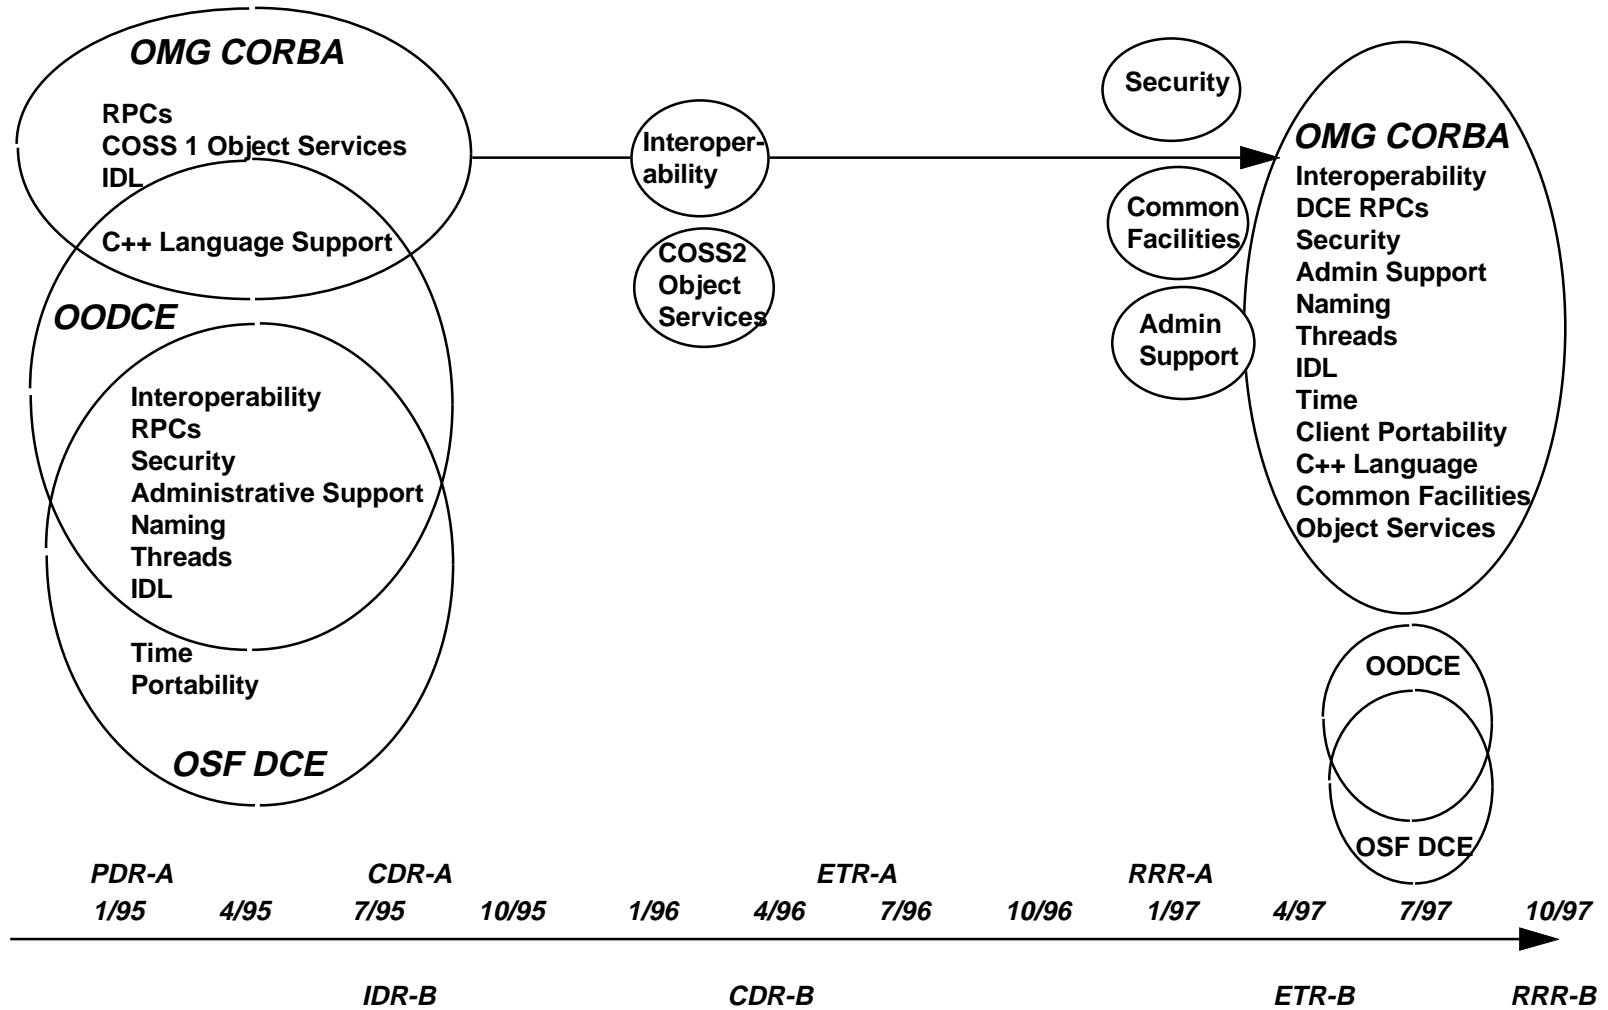 OMG CORBA
RPCs
COSS 1 Object Services
IDL
C++ Language Support
OODCE
Interoperability
RPCs
Security
Administrative Support
Naming
Threads
IDL
Time
Portability
OSF DCE
Interoper-
ability
COSS2
Object
Services
Security
Common
Facilities
Admin
Support
OMG CORBA
Interoperability
DCE RPCs
Security
Admin Support
Naming
Threads
IDL
Time
Client Portability
C++ Language
Common Facilities
Object Services
OODCE
OSF DCE
PDR-A CDR-A ETR-A RRR-A
1/95 4/95 7/95 10/95 1/96 4/96 7/96 10/96 1/97 4/97 7/97 10/97
IDR-B CDR-B ETR-B RRR-B